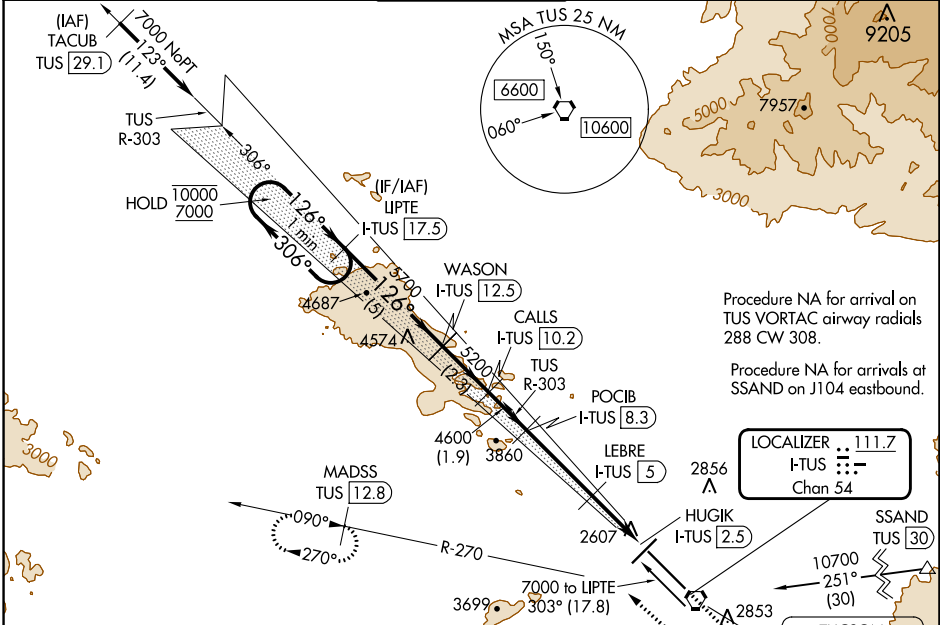 (IAF)
TACUB
TUS 29.1
7000 NoPT
123°
(11.4)
TUS
R-303
306°
HOLD 10000
7000
126°
1 min
306°
(IF/IAF)
LIPTE
I-TUS 17.5
MSA TUS 25 NM
150°
6600
060°
10600
7000
9205
7957
5000
3000
5700
126°
(5)
4687
4574
WASON
I-TUS 12.5
CALLS
I-TUS 10.2
5200
(2.3)
TUS
R-303
POCIB
I-TUS 8.3
4600
(1.9)
3860
LEBRE
I-TUS 5
Procedure NA for arrival on
TUS VORTAC airway radials
288 CW 308.
Procedure NA for arrivals at
SSAND on J104 eastbound.
LOCALIZER 111.7
I-TUS
Chan 54
3000
MADSS
TUS 12.8
090°
270°
R-270
2856
2607
HUGIK
I-TUS 2.5
SSAND
TUS 30
10700
251°
(30)
7000 to LIPTE
303° (17.8)
3699
2853